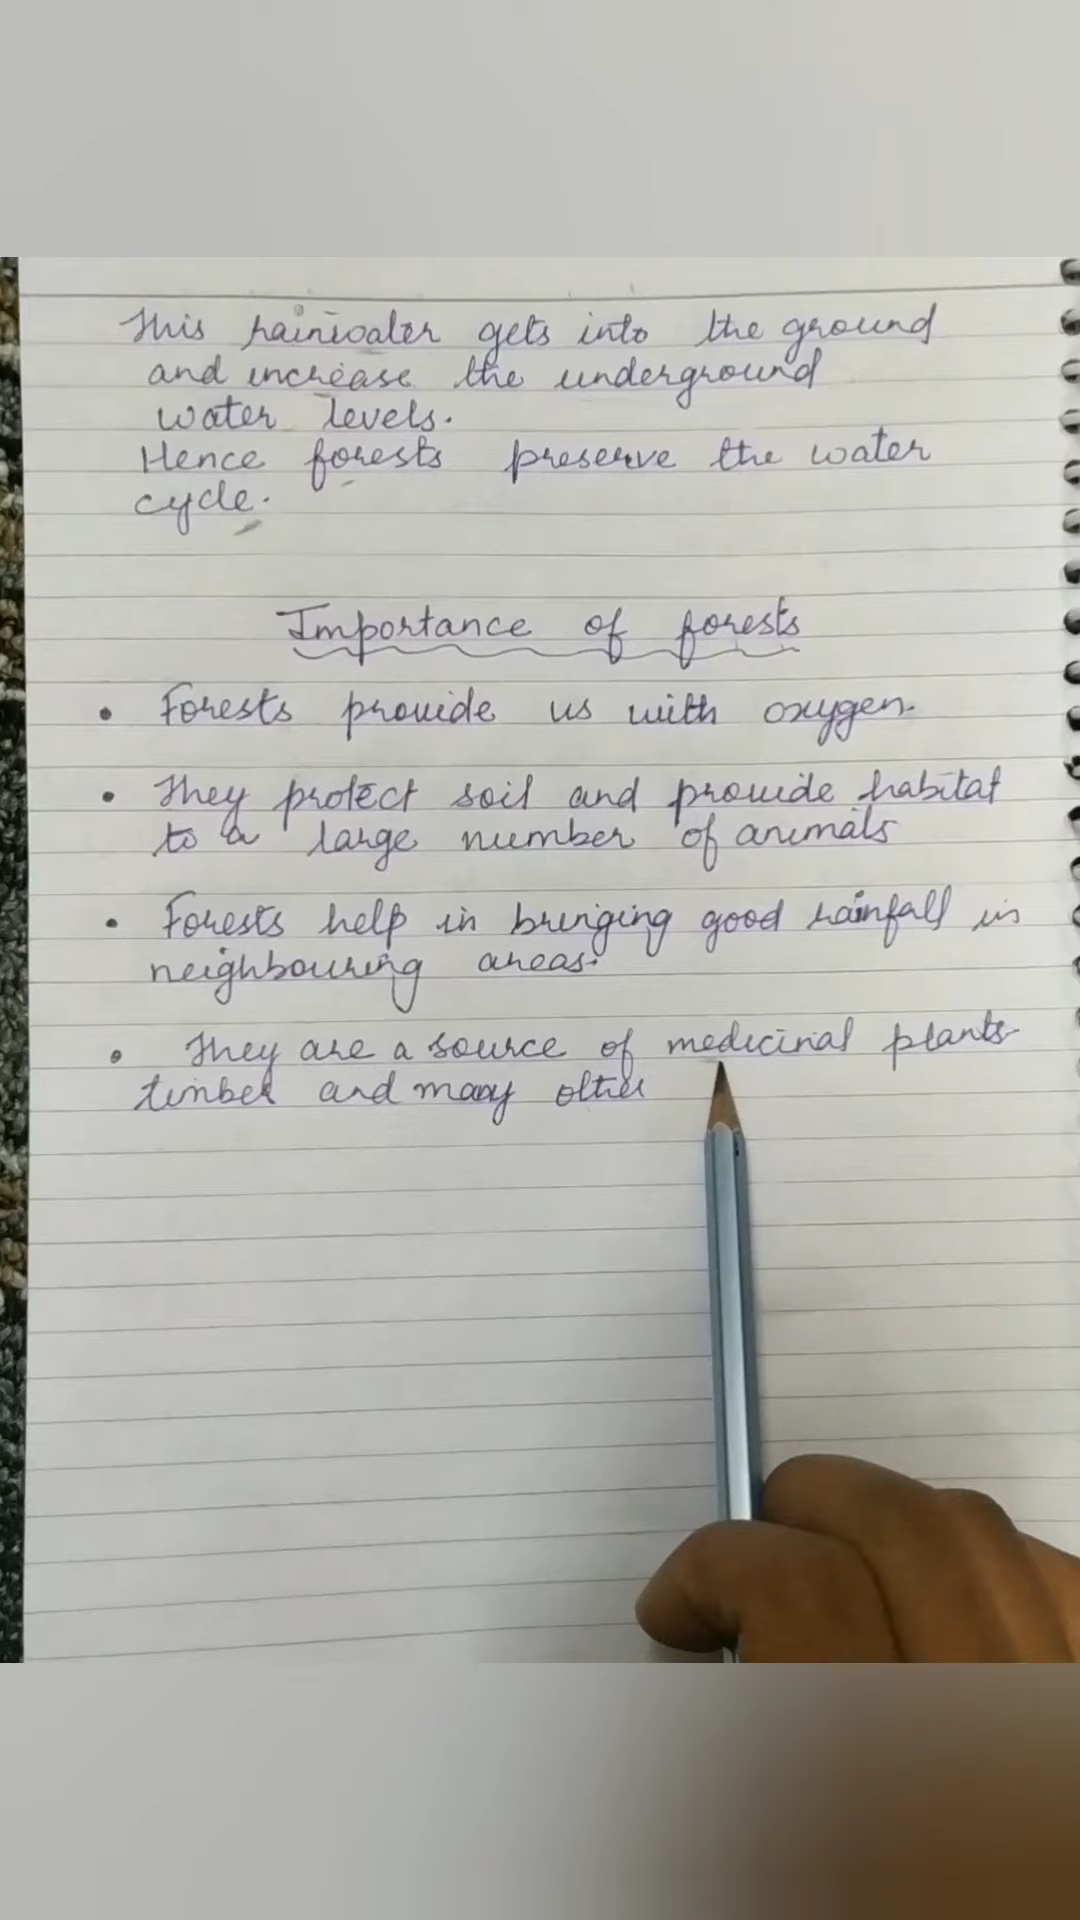 This rainwater gets into the ground
and increase the underground
water levels.
Hence forests preserve the water
cycle.
Importance of forests
• Forests provide us with oxygen.
• They protect soil and provide habitat
to a large number of animals
• Forests help in bringing good rainfall in
neighbouring areas.
• They are a source of medicinal plants
timber and many other